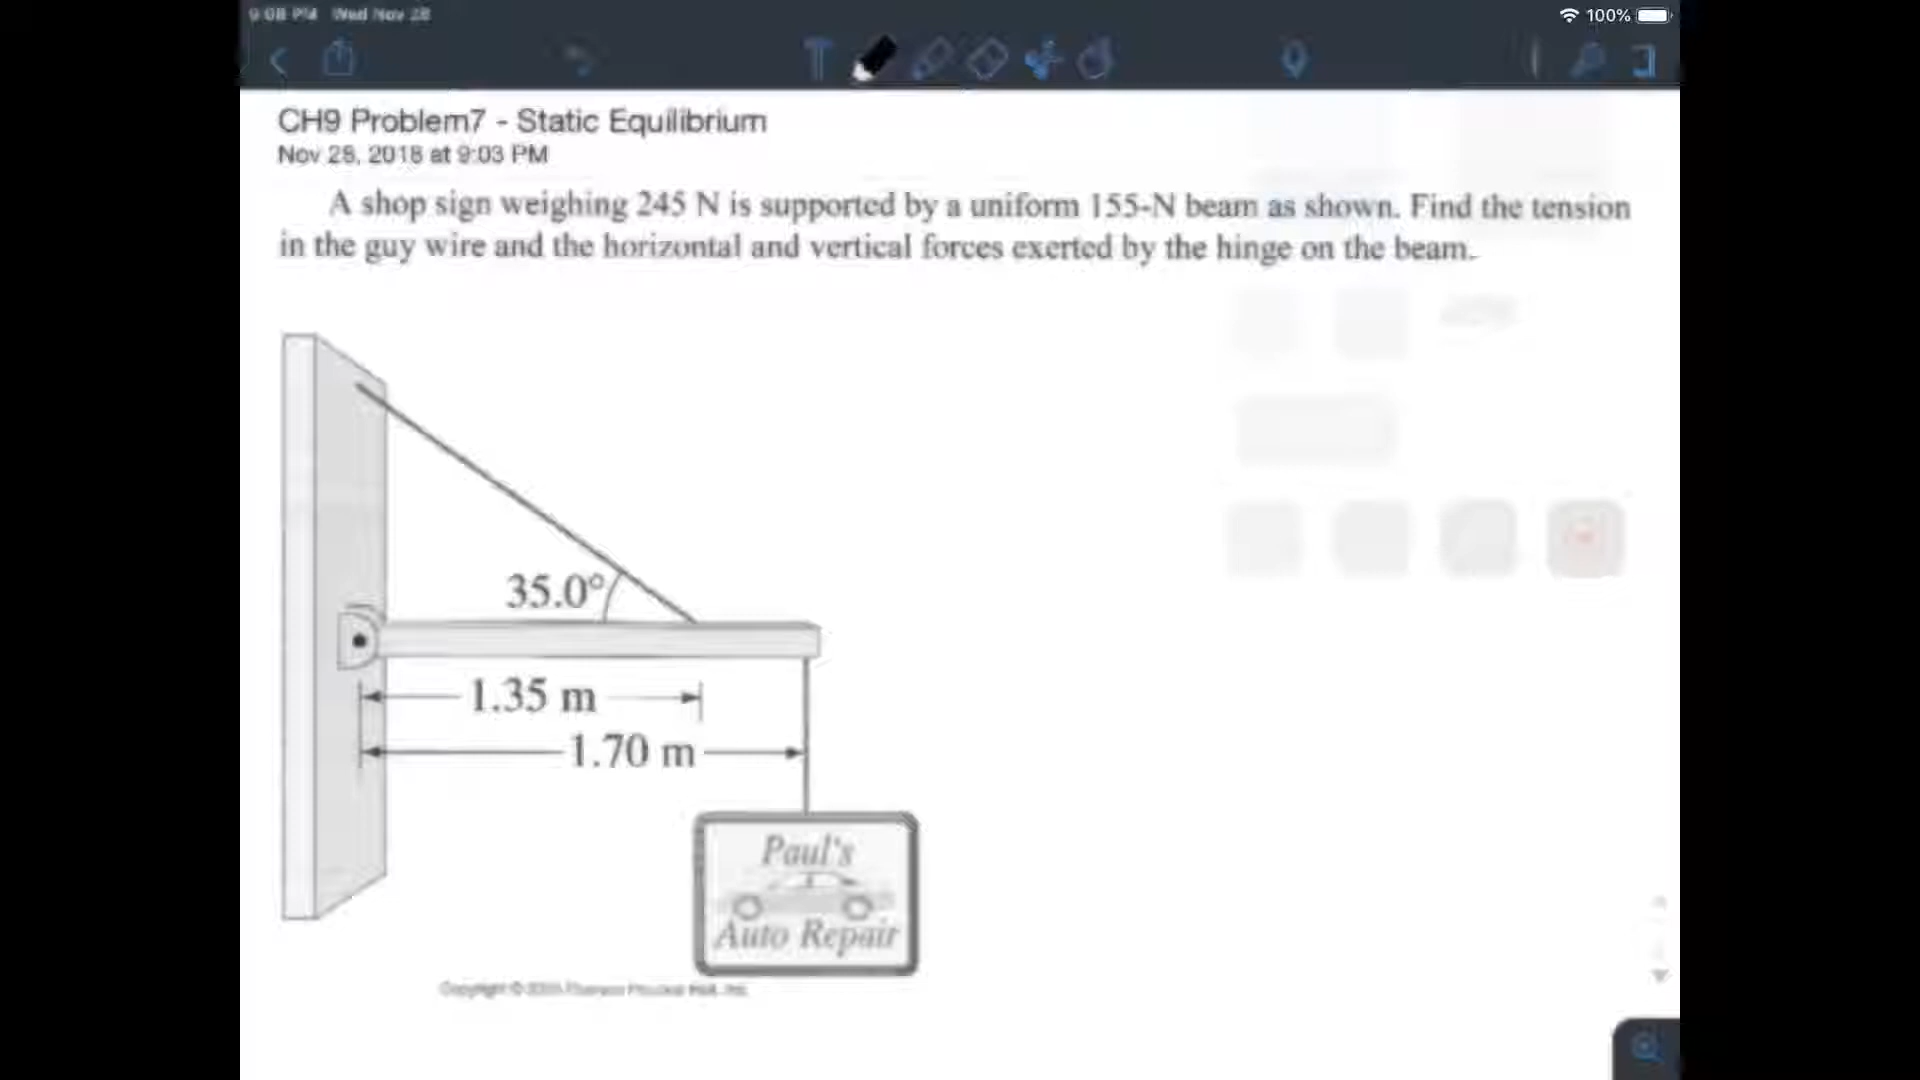 9:08 PM Wed Nov 28
100%
CH9 Problem7 - Static Equilibrium
Nov 28, 2018 at 9:03 PM
A shop sign weighing 245 N is supported by a uniform 155-N beam as shown. Find the tension
in the guy wire and the horizontal and vertical forces exerted by the hinge on the beam.
35.0°
1.35 m
1.70 m
Paul's
Auto Repair
Copyright ©